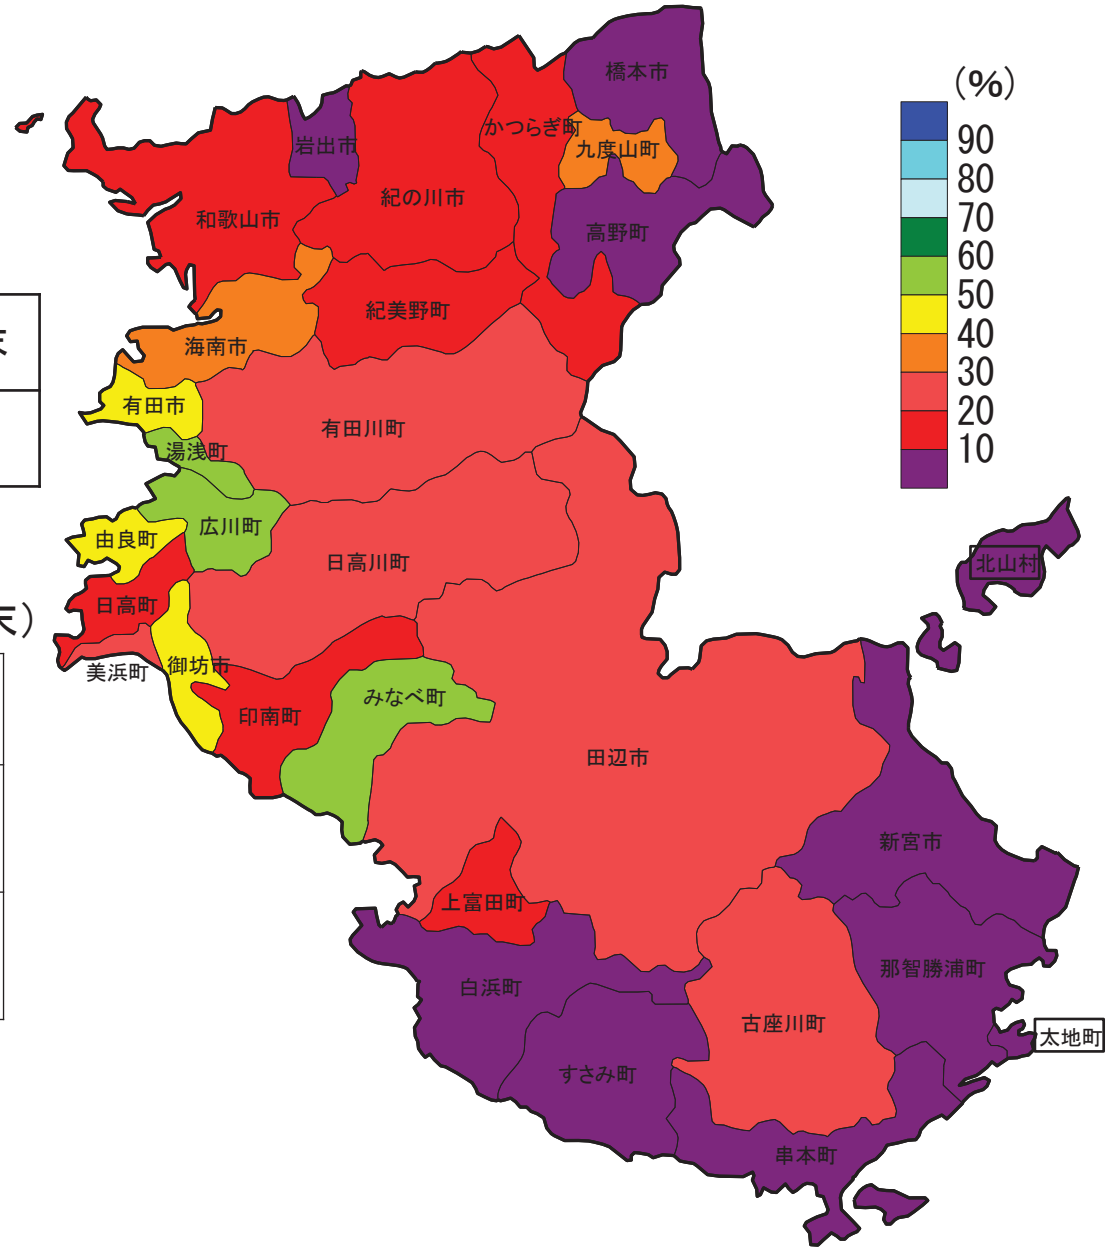 橋本市
(%)
かつらぎ町
岩出市
九度山町
90
80
紀の川市
和歌山市
高野町
70
60
50
紀美野町
40
末
海南市
30
有田市
20
有田川町
湯浅町
10
広川町
由良町
日高川町
北山村
日高町
末)
美浜町
御坊市
みなべ町
印南町
田辺市
新宮市
上富田町
那智勝浦町
白浜町
古座川町
太地町
すさみ町
串本町